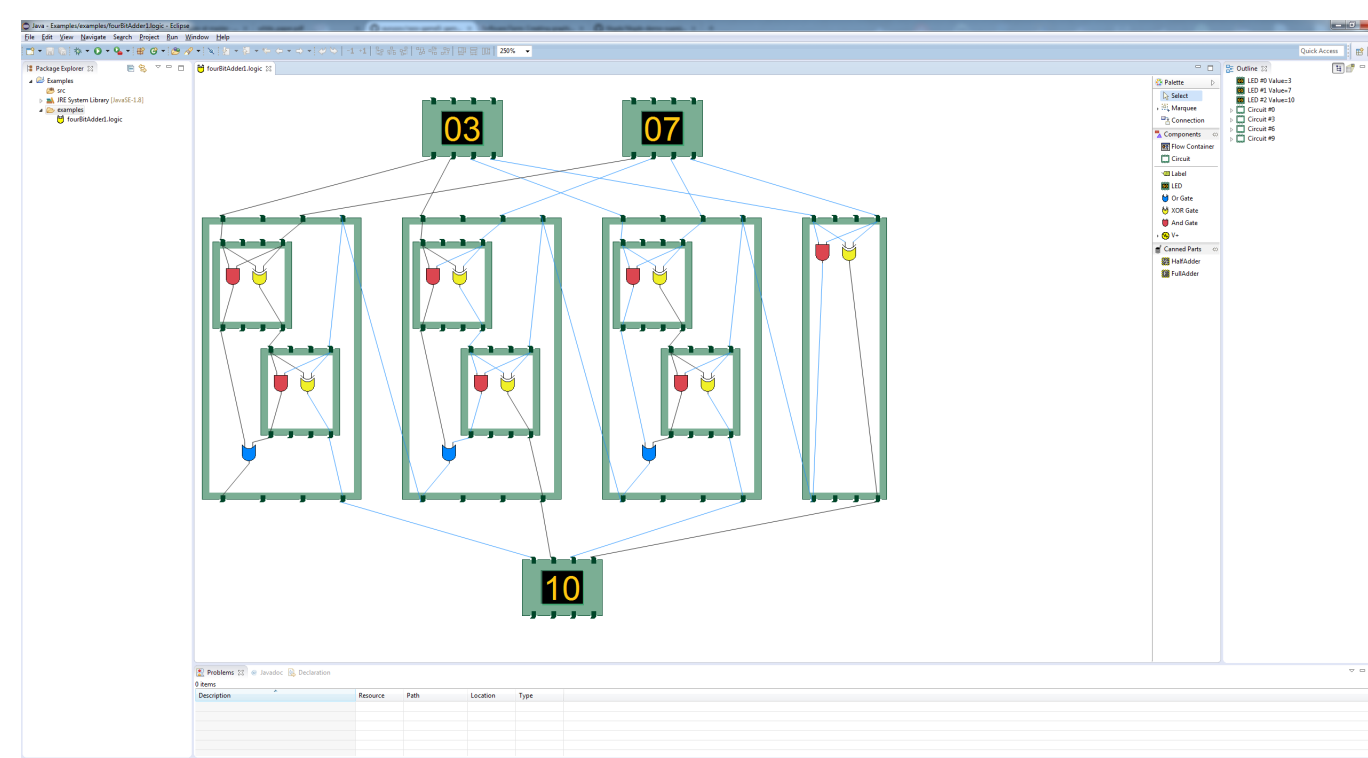 Java - Examples/examples/fourBitAdder1.logic - Eclipse
File Edit View Navigate Search Project Run Window Help
250%
Quick Access
Package Explorer
Examples
src
JRE System Library [JavaSE-1.8]
examples
fourBitAdder1.logic
fourBitAdder1.logic
03
07
10
Palette
Select
Marquee
Connection
Components
Flow Container
Circuit
Label
LED
Or Gate
XOR Gate
And Gate
V+
Canned Parts
HalfAdder
FullAdder
Outline
LED #0 Value=3
LED #1 Value=7
LED #2 Value=10
Circuit #0
Circuit #3
Circuit #6
Circuit #9
Problems Javadoc Declaration
0 items
Description Resource Path Location Type